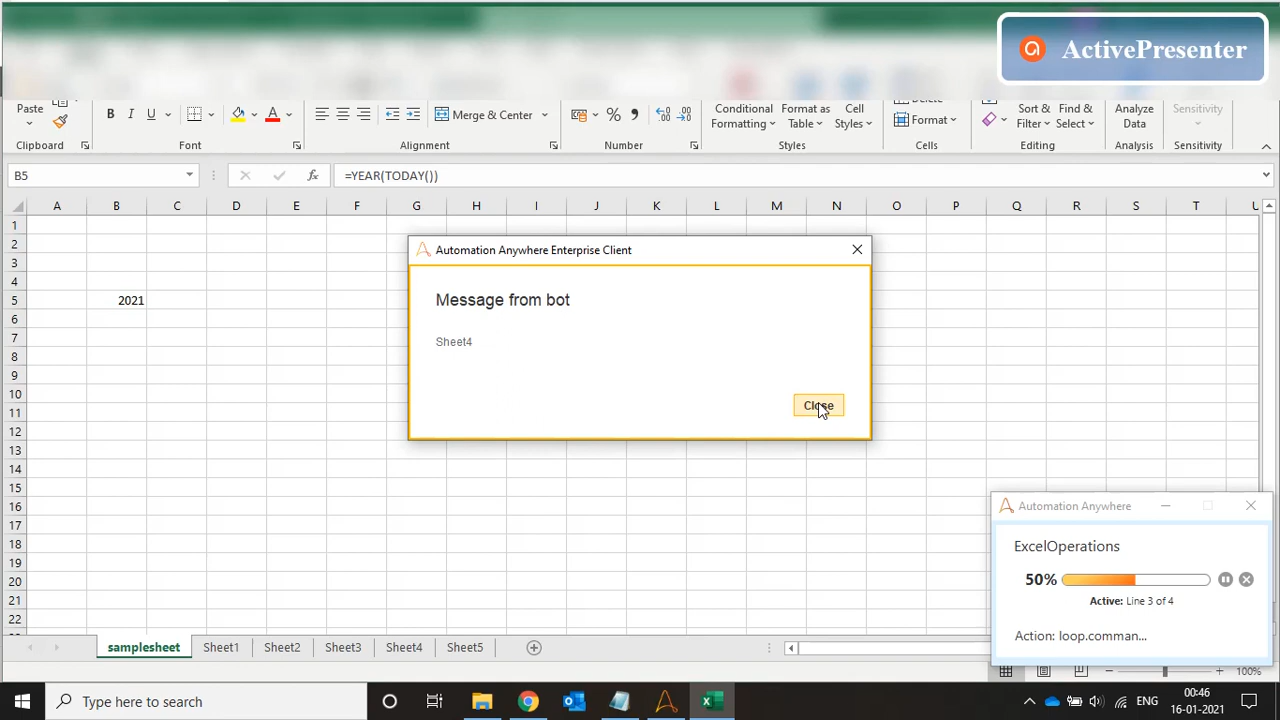 ActivePresenter
Paste
B I U
Merge & Center
% ,
Conditional Formatting
Format as Table
Cell Styles
Format
Sort & Filter
Find & Select
Analyze Data
Sensitivity
Clipboard
Font
Alignment
Number
Styles
Cells
Editing
Analysis
Sensitivity
B5
fx
=YEAR(TODAY())
A B C D E F G H I J K L M N O P Q R S T U
1
2
3
4
5 2021
6
7
8
9
10
11
12
13
14
15
16
17
18
19
20
21
22
Automation Anywhere Enterprise Client
Message from bot
Sheet4
Close
Automation Anywhere
ExcelOperations
50%
Active: Line 3 of 4
Action: loop.comman...
samplesheet Sheet1 Sheet2 Sheet3 Sheet4 Sheet5
100%
Type here to search
ENG
00:46
16-01-2021